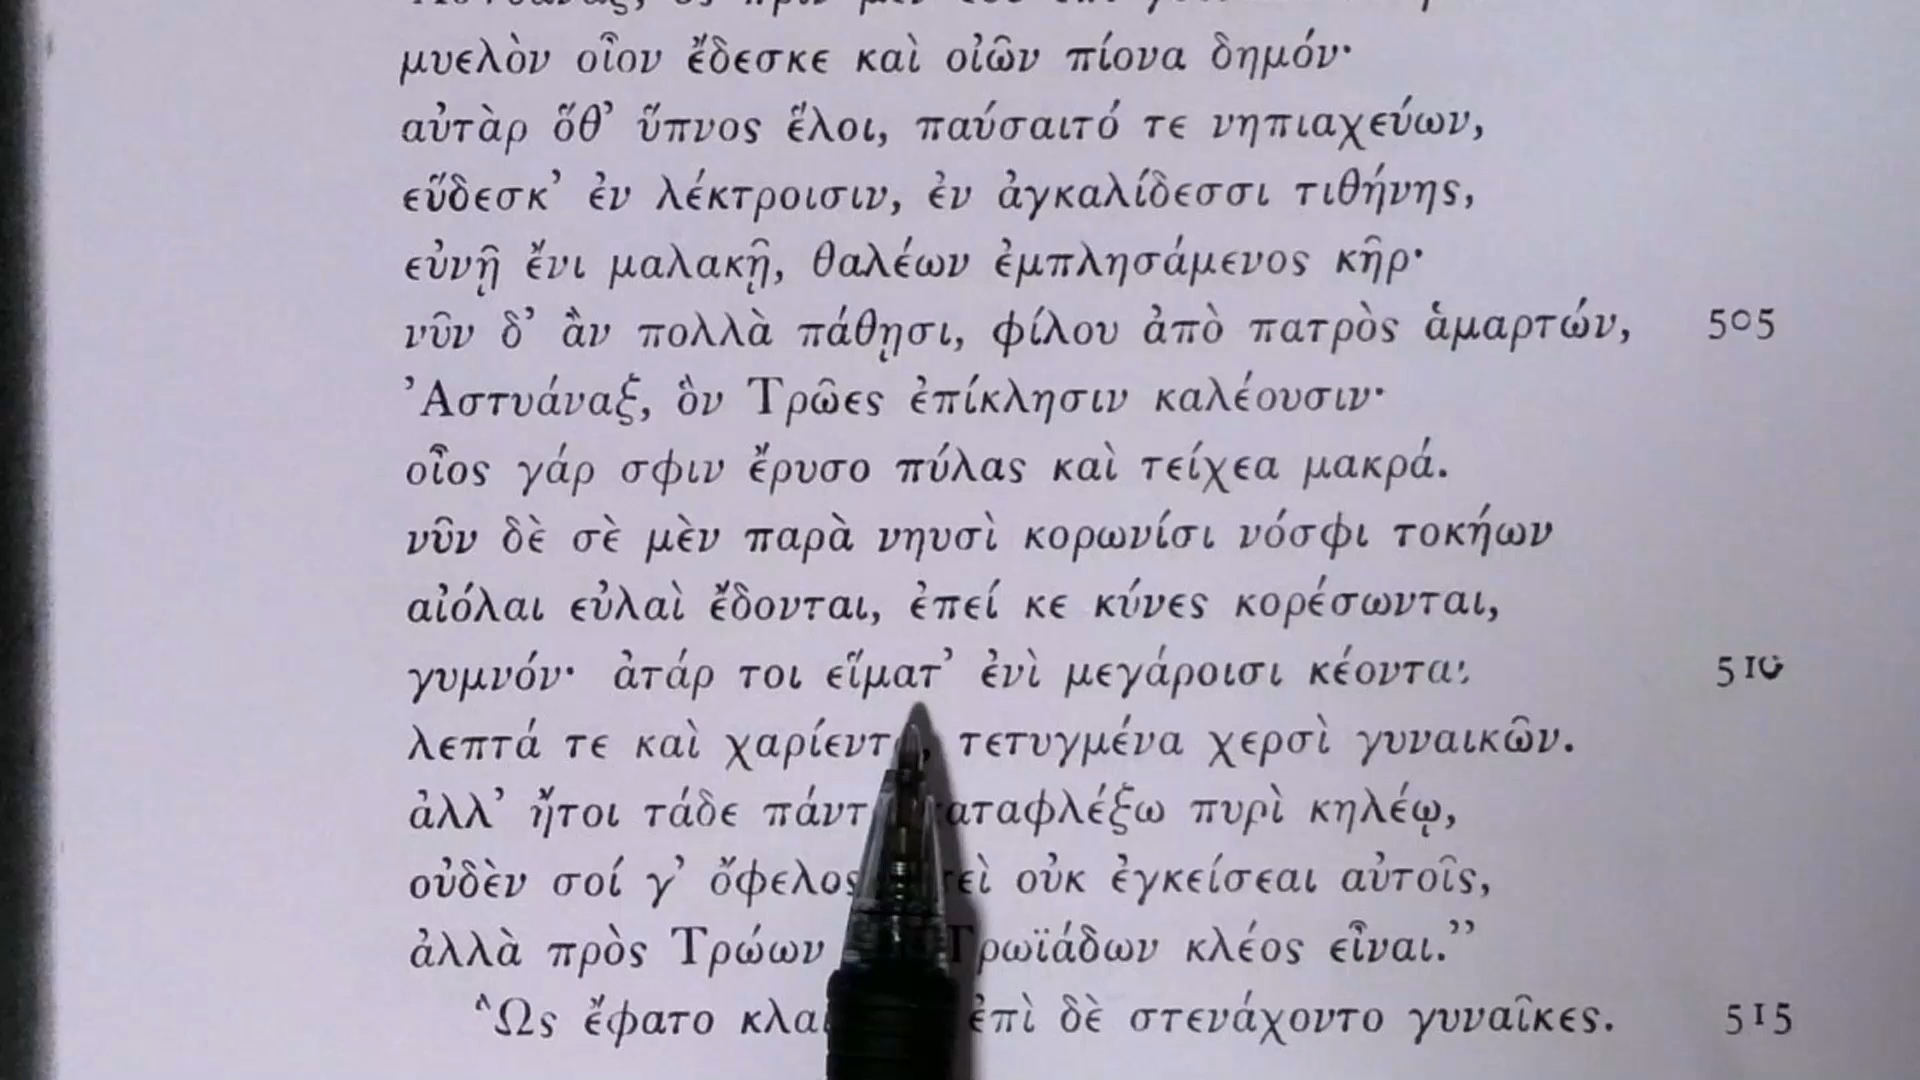 μυελὸν οἶον ἔδεσκε καὶ οἰῶν πίονα δημόν·
αὐτὰρ ὅθ’ ὕπνος ἕλοι, παύσαιτό τε νηπιαχεύων,
εὕδεσκ’ ἐν λέκτροισιν, ἐν ἀγκαλίδεσσι τιθήνης,
εὐνῇ ἔνι μαλακῇ, θαλέων ἐμπλησάμενος κῆρ·
νῦν δ’ ἂν πολλὰ πάθῃσι, φίλου ἀπὸ πατρὸς ἁμαρτών, 505
Ἀστυάναξ, ὃν Τρῶες ἐπίκλησιν καλέουσιν·
οἶος γάρ σφιν ἔρυσο πύλας καὶ τείχεα μακρά.
νῦν δὲ σὲ μὲν παρὰ νηυσὶ κορωνίσι νόσφι τοκήων
αἰόλαι εὐλαὶ ἔδονται, ἐπεί κε κύνες κορέσωνται,
γυμνόν· ἀτάρ τοι εἵματ’ ἐνὶ μεγάροισι κέονται 510
λεπτά τε καὶ χαρίεντ, τετυγμένα χερσὶ γυναικῶν.
ἀλλ’ ἤτοι τάδε πάντ αταφλέξω πυρὶ κηλέῳ,
οὐδὲν σοί γ’ ὄφελος εὶ οὐκ ἐγκείσεαι αὐτοῖς,
ἀλλὰ πρὸς Τρώων Τρωϊάδων κλέος εἶναι.”
Ὣς ἔφατο κλαι ἐπὶ δὲ στενάχοντο γυναῖκες. 515